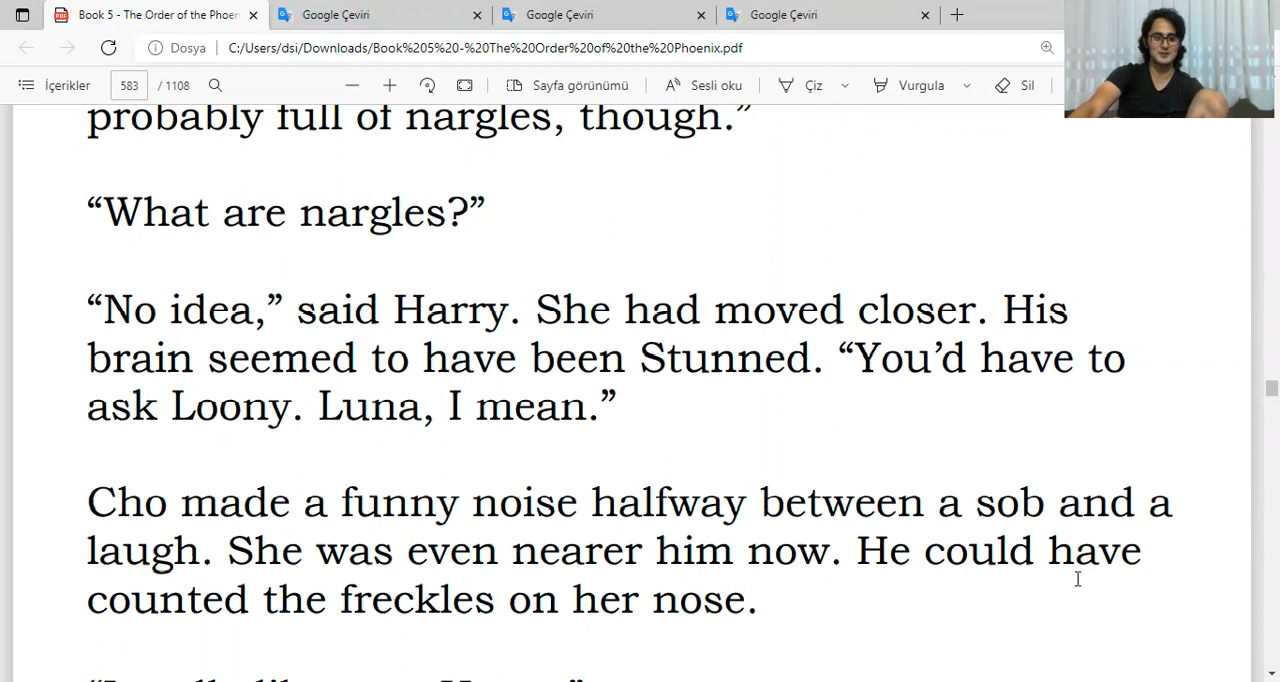 Book 5 - The Order of the Phoen
Google Çeviri
Google Çeviri
Google Çeviri
Dosya
C:/Users/dsi/Downloads/Book%205%20-%20The%20Order%20of%20the%20Phoenix.pdf
İçerikler
583 / 1108
Sayfa görünümü
Sesli oku
Çiz
Vurgula
Sil
probably full of nargles, though.”
“What are nargles?”
“No idea,” said Harry. She had moved closer. His
brain seemed to have been Stunned. “You’d have to
ask Loony. Luna, I mean.”
Cho made a funny noise halfway between a sob and a
laugh. She was even nearer him now. He could have
counted the freckles on her nose.